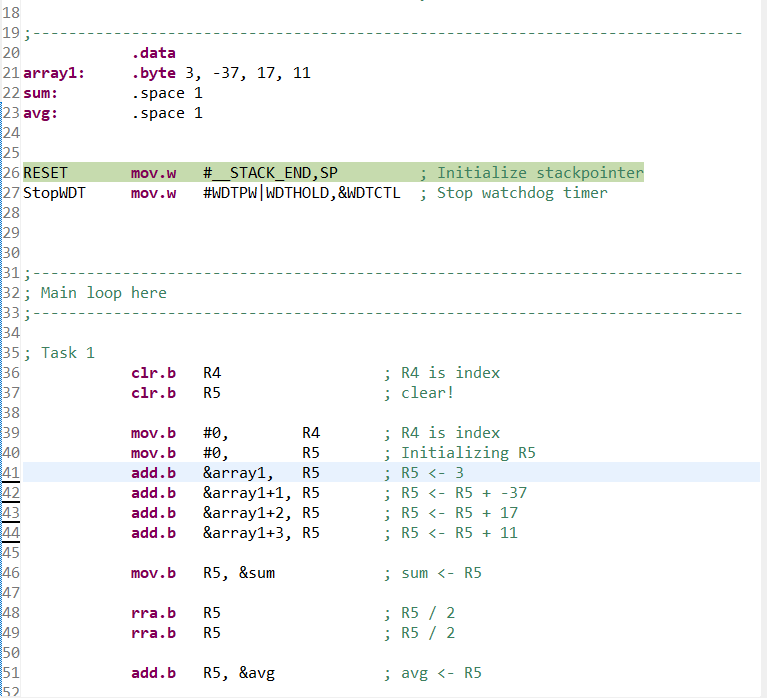 18
19 ;-------------------------------------------------------------------------------
20             .data
21 array1:     .byte 3, -37, 17, 11
22 sum:        .space 1
23 avg:        .space 1
24
25
26 RESET       mov.w   #__STACK_END,SP         ; Initialize stackpointer
27 StopWDT     mov.w   #WDTPW|WDTHOLD,&WDTCTL  ; Stop watchdog timer
28
29
30
31 ;-------------------------------------------------------------------------------
32 ; Main loop here
33 ;-------------------------------------------------------------------------------
34
35 ; Task 1
36             clr.b   R4                  ; R4 is index
37             clr.b   R5                  ; clear!
38
39             mov.b   #0,        R4       ; R4 is index
40             mov.b   #0,        R5       ; Initializing R5
41             add.b   &array1,   R5       ; R5 <- 3
42             add.b   &array1+1, R5       ; R5 <- R5 + -37
43             add.b   &array1+2, R5       ; R5 <- R5 + 17
44             add.b   &array1+3, R5       ; R5 <- R5 + 11
45
46             mov.b   R5, &sum            ; sum <- R5
47
48             rra.b   R5                  ; R5 / 2
49             rra.b   R5                  ; R5 / 2
50
51             add.b   R5, &avg            ; avg <- R5
52